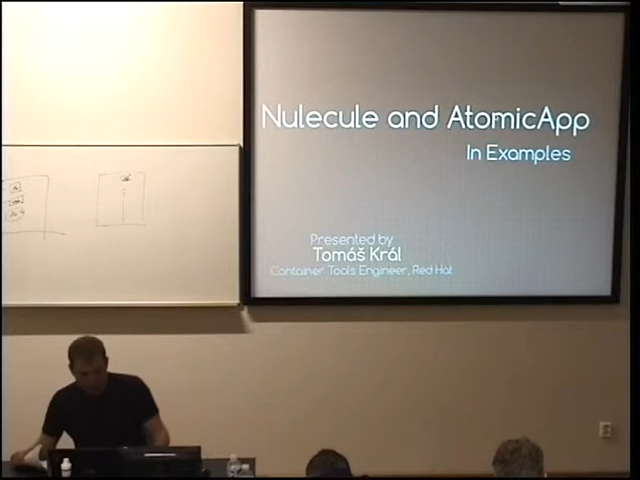 Nulecule and AtomicApp
In Examples
Presented by
Tomáš Král
Container Tools Engineer, Red Hat